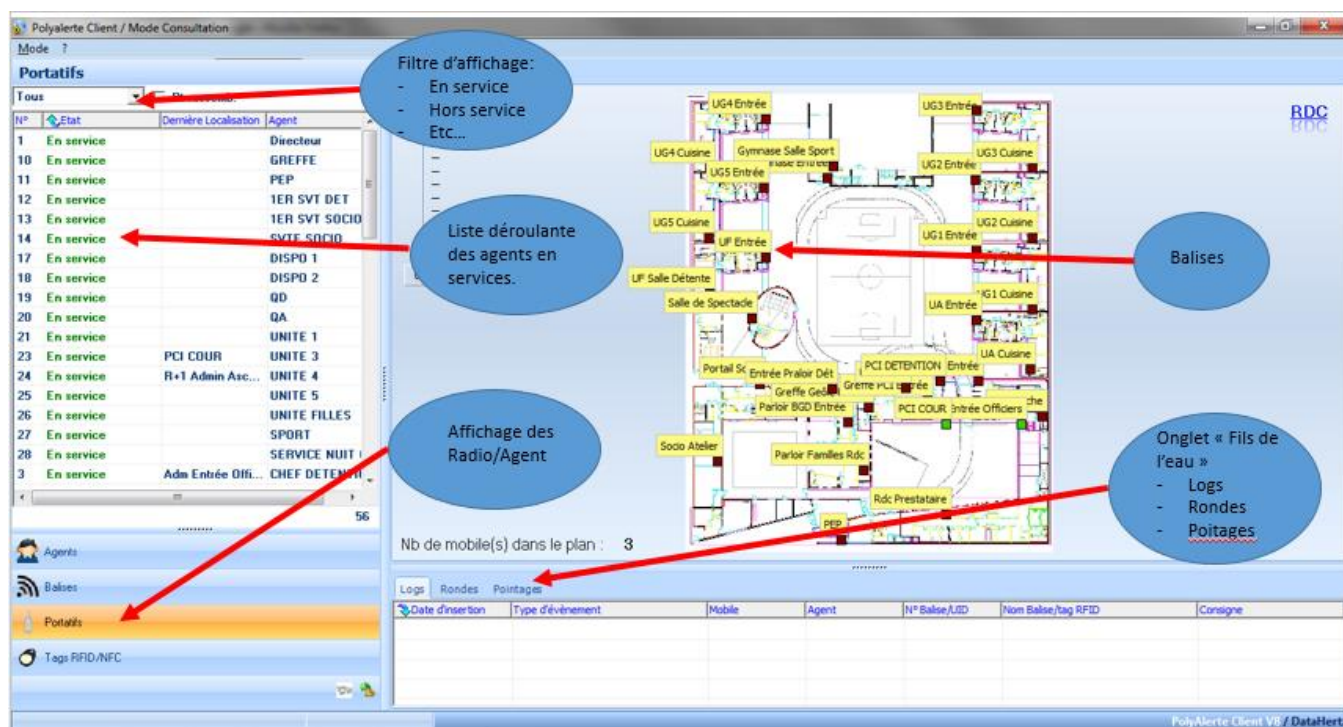 Polyalerte Client / Mode Consultation
Mode ?
Portatifs
Tous
N° Etat Dernière Localisation Agent
1 En service Directeur
10 En service GREFFE
11 En service PEP
12 En service 1ER SVT DET
13 En service 1ER SVT SOCIO
14 En service SVTE SOCIO
17 En service DISPO 1
18 En service DISPO 2
19 En service QD
20 En service QA
21 En service UNITE 1
23 En service PCI COUR UNITE 3
24 En service R+1 Admin Asc... UNITE 4
25 En service UNITE 5
26 En service UNITE FILLES
27 En service SPORT
28 En service SERVICE NUIT
3 En service Adm Entrée Offi... CHEF DETENTI
56
Agents
Balises
Portatifs
Tags RFID/NFC
Filtre d'affichage:
- En service
- Hors service
- Etc...
Liste déroulante
des agents en
services.
Affichage des
Radio/Agent
RDC
UG4 Entrée
UG3 Entrée
UG4 Cuisine
Gymnase Salle Sport
UG3 Cuisine
UG5 Entrée
UG2 Entrée
UG5 Cuisine
UG2 Cuisine
UF Entrée
UG1 Entrée
UF Salle Détente
Salle de Spectacle
UA Entrée
UG1 Cuisine
UA Cuisine
Portail
Entrée Praloir Dét
PCI DETENTION
Entrée
Greffe
Greffe PCI
Parloir BGD Entrée
PCI COUR
Entrée Officiers
Socio Atelier
Parloir Familles Rdc
Rdc Prestataire
PEP
Balises
Onglet « Fils de
l'eau »
- Logs
- Rondes
- Poitages
Nb de mobile(s) dans le plan : 3
Logs Rondes Pointages
Date d'insertion Type d'évènement Mobile Agent N° Balise/UID Nom Balise/tag RFID Consigne
PolyAlerte Client V8 / DataHert